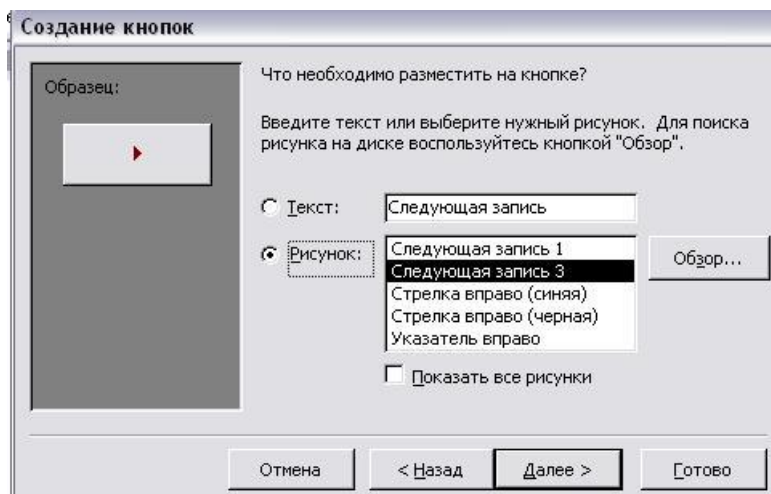 Создание кнопок
Образец:
Что необходимо разместить на кнопке?
Введите текст или выберите нужный рисунок. Для поиска
рисунка на диске воспользуйтесь кнопкой "Обзор".
Текст:
Следующая запись
Рисунок:
Следующая запись 1
Следующая запись 3
Стрелка вправо (синяя)
Стрелка вправо (черная)
Указатель вправо
Обзор...
Показать все рисунки
Отмена
< Назад
Далее >
Готово